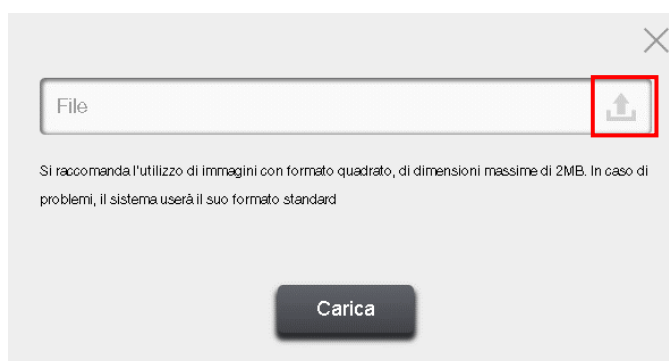 File
Si raccomanda l'utilizzo di immagini con formato quadrato, di dimensioni massime di 2MB. In caso di
problemi, il sistema userà il suo formato standard
Carica